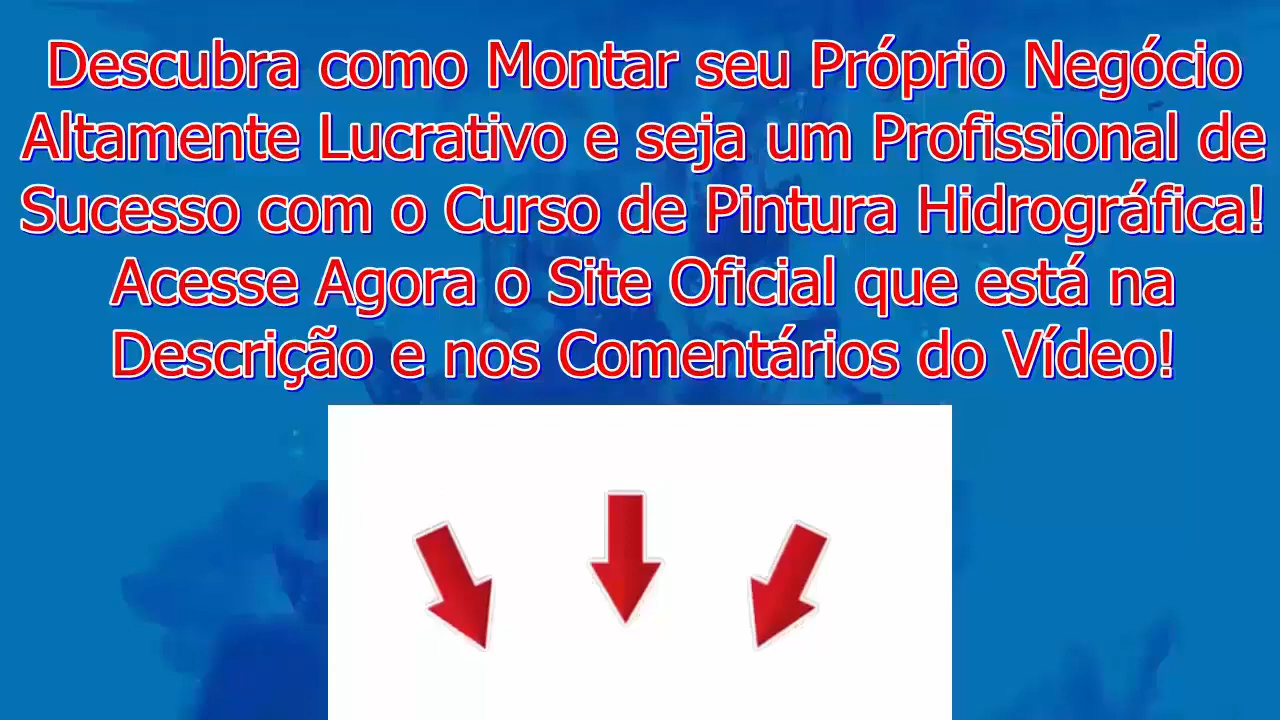 Descubra como Montar seu Próprio Negócio
Altamente Lucrativo e seja um Profissional de
Sucesso com o Curso de Pintura Hidrográfica!
Acesse Agora o Site Oficial que está na
Descrição e nos Comentários do Vídeo!